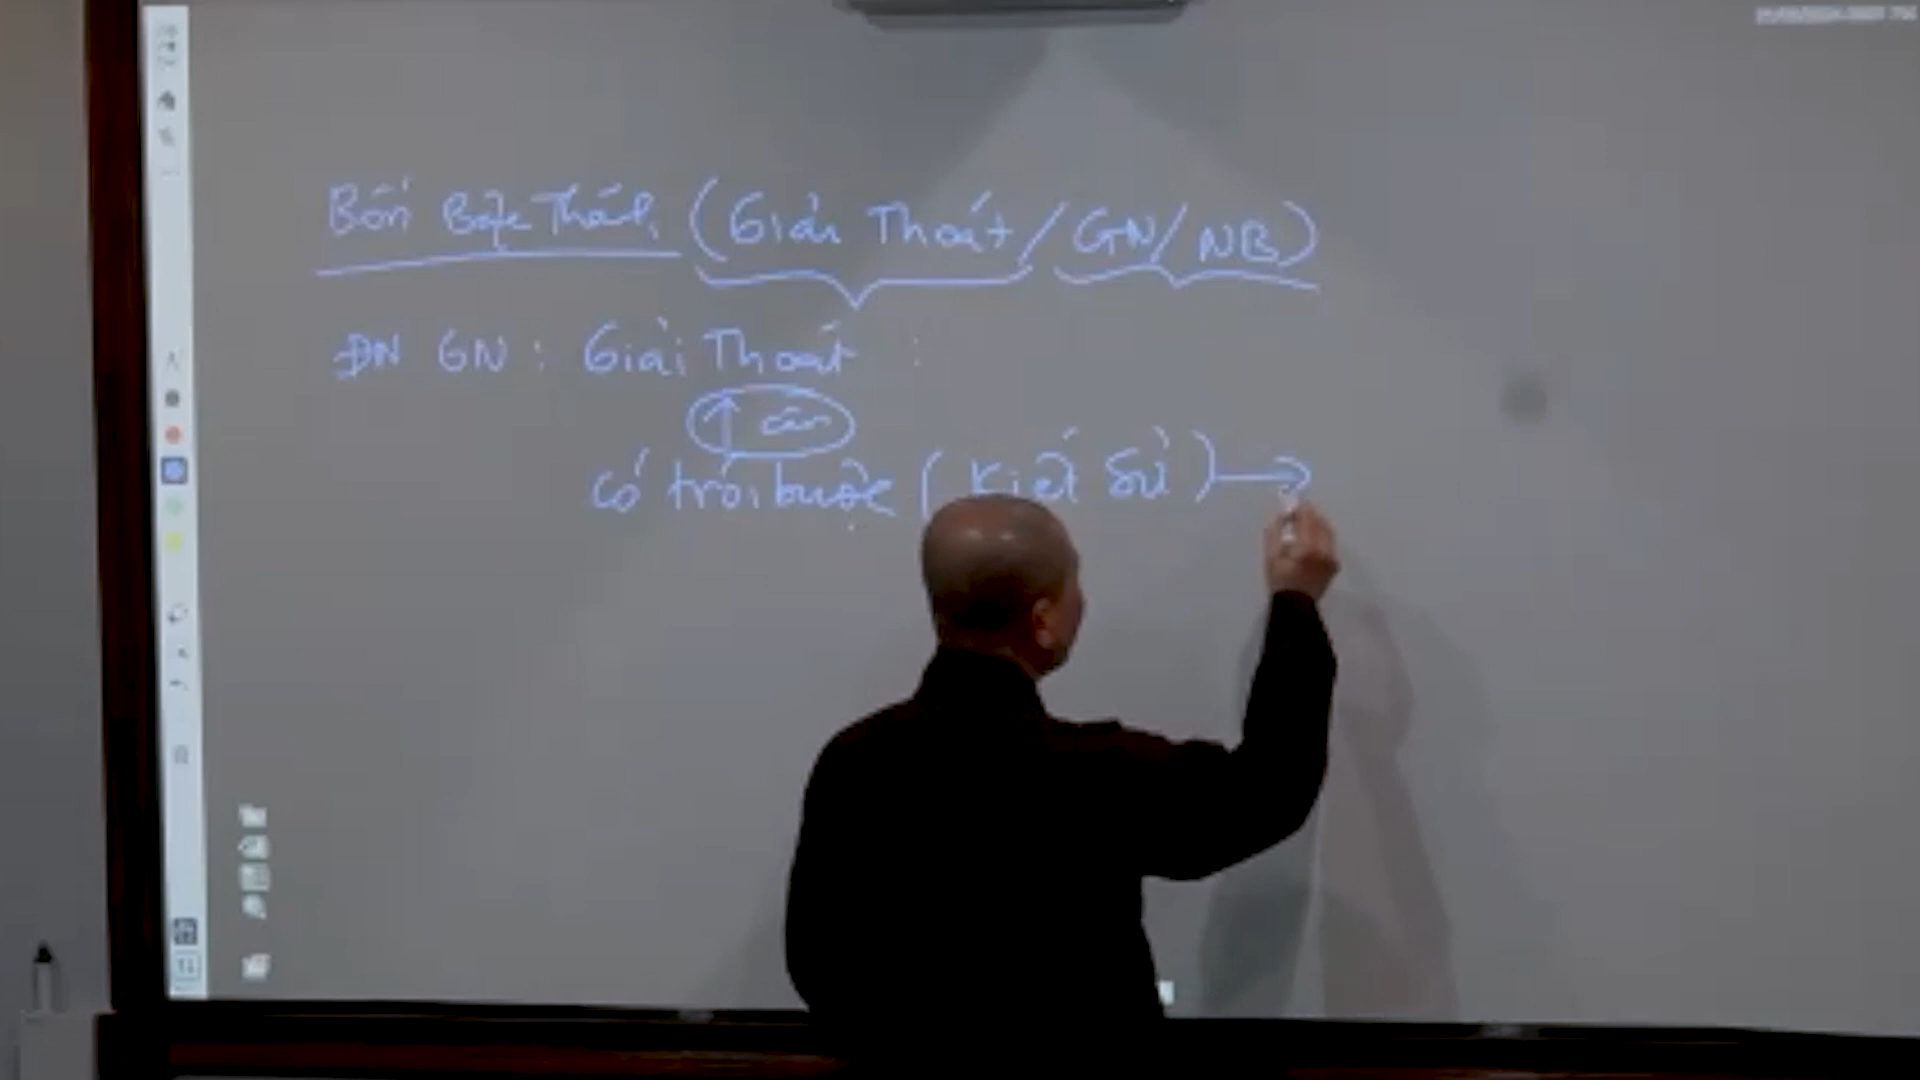 Bốn Bậc Thánh (Giải Thoát / GN / NB)
ĐN GN : Giải Thoát :
↑ cần
có trói buộc ( Kiết Sử ) →